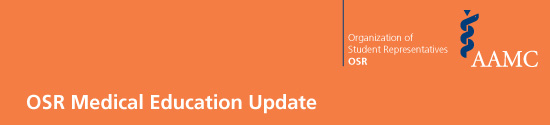 Organization of
Student Representatives
OSR
AAMC
OSR Medical Education Update